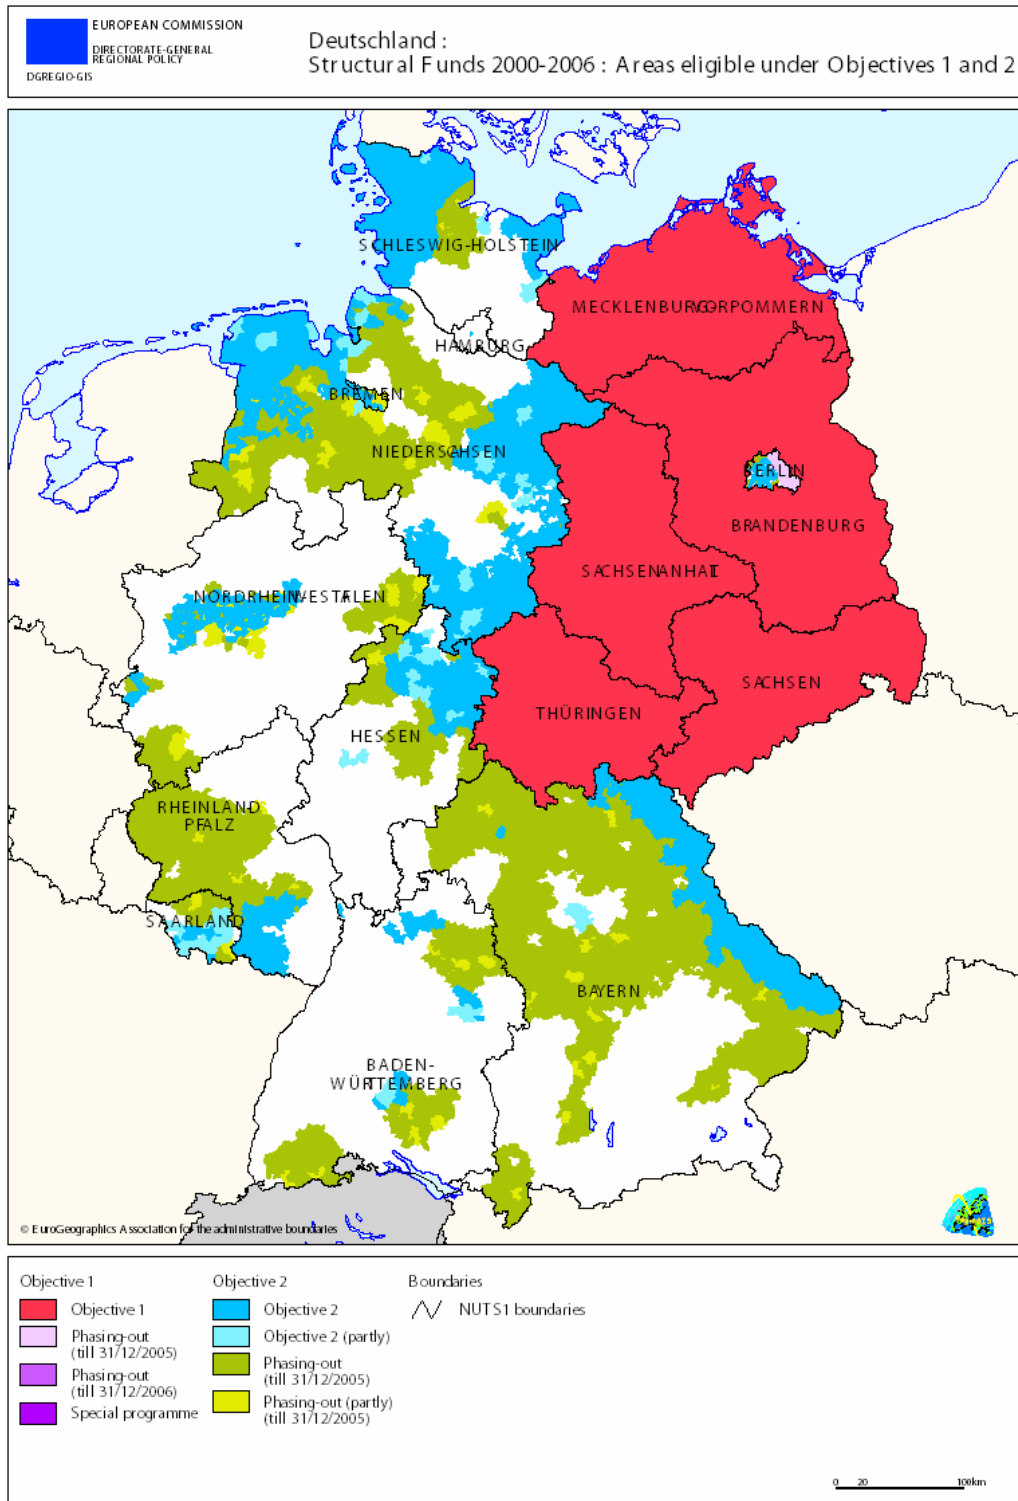 EUROPEAN COMMISSION
DIRECTORATE-GENERAL
REGIONAL POLICY
DGREGIO-GIS
Deutschland :
Structural Funds 2000-2006 : Areas eligible under Objectives 1 and 2
SCHLESWIG-HOLSTEIN
MECKLENBURG-VORPOMMERN
HAMBURG
BREMEN
NIEDERSACHSEN
BERLIN
BRANDENBURG
SACHSEN-ANHALT
NORDRHEIN-WESTFALEN
SACHSEN
THÜRINGEN
HESSEN
RHEINLAND
PFALZ
SAARLAND
BAYERN
BADEN-
WÜRTTEMBERG
© EuroGeographics Association for the administrative boundaries
Objective 1
Objective 1
Phasing-out
(till 31/12/2005)
Phasing-out
(till 31/12/2006)
Special programme
Objective 2
Objective 2
Objective 2 (partly)
Phasing-out
(till 31/12/2005)
Phasing-out (partly)
(till 31/12/2005)
Boundaries
NUTS1 boundaries
0 20 100km